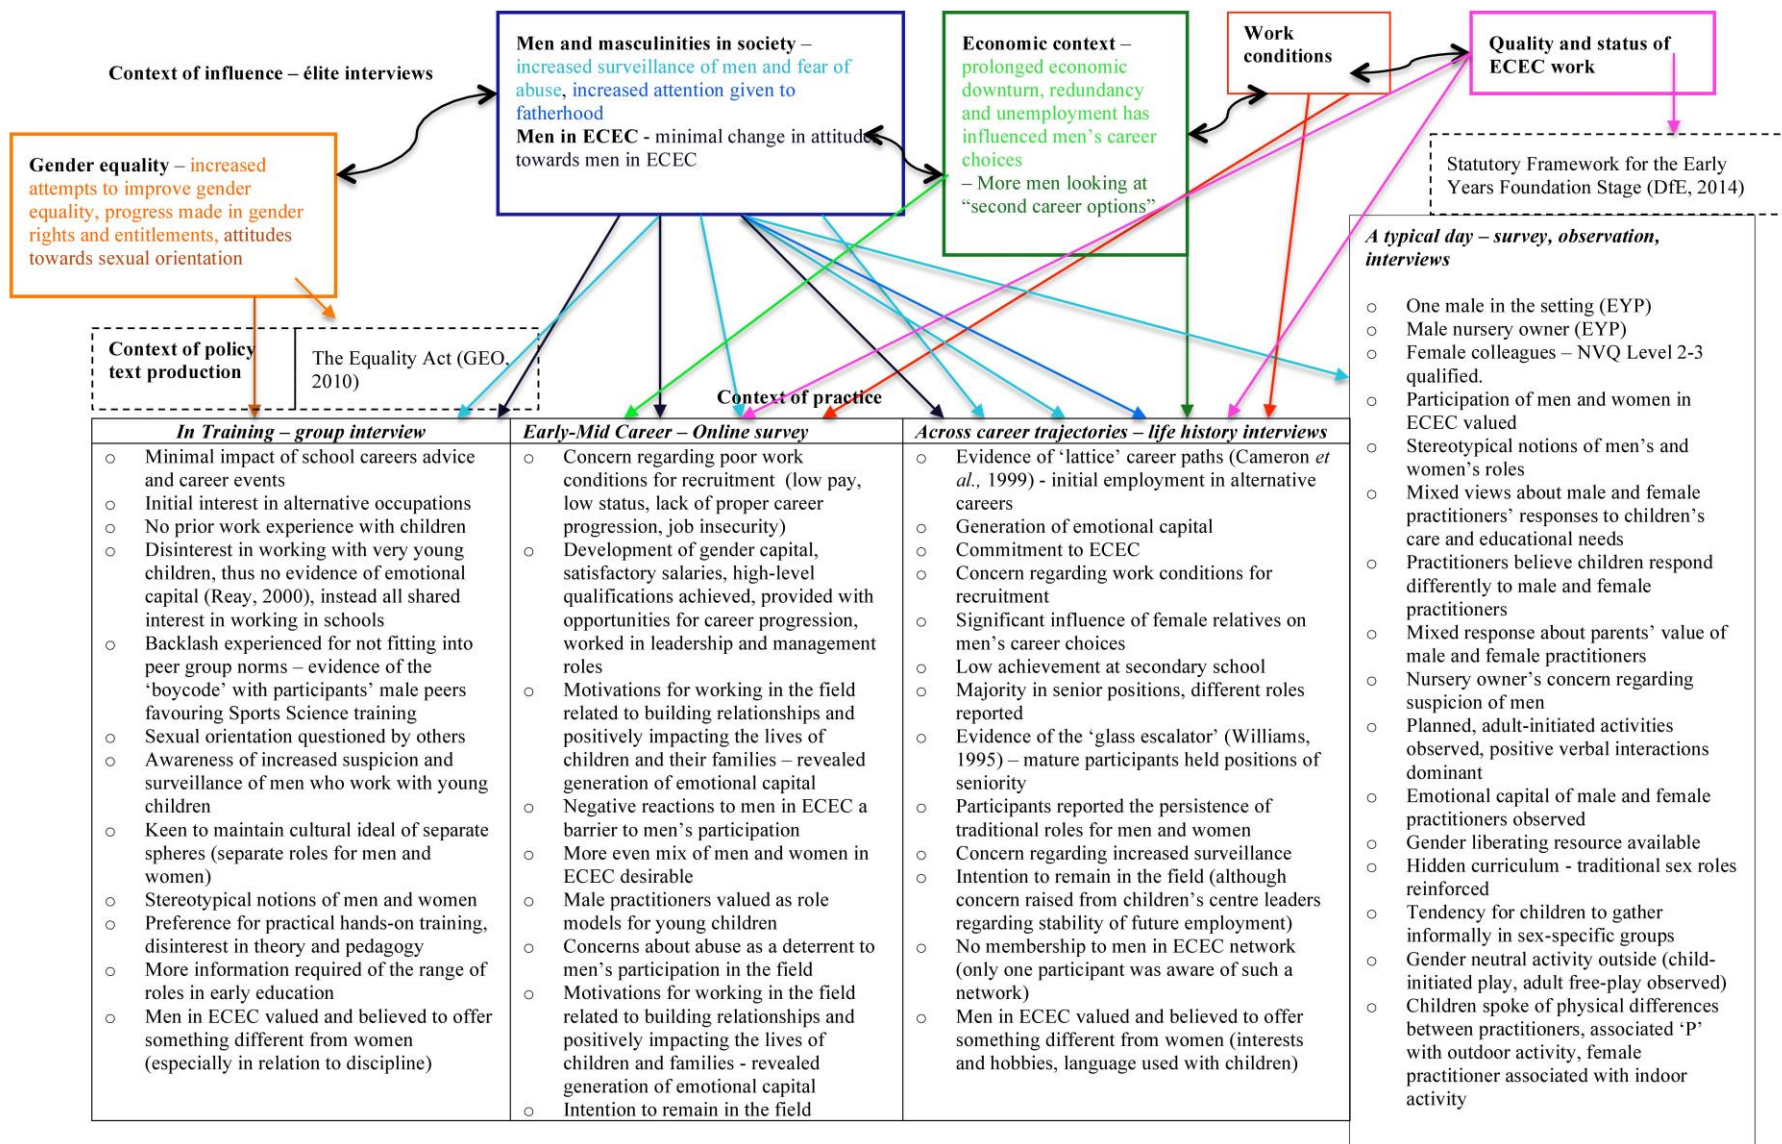 Context of influence – élite interviews
Men and masculinities in society –
increased surveillance of men and fear of
abuse, increased attention given to
fatherhood
Men in ECEC - minimal change in attitude
towards men in ECEC
Economic context –
prolonged economic
downturn, redundancy
and unemployment has
influenced men's career
choices
– More men looking at
"second career options"
Work
conditions
Quality and status of
ECEC work
Gender equality – increased
attempts to improve gender
equality, progress made in gender
rights and entitlements, attitudes
towards sexual orientation
Statutory Framework for the Early
Years Foundation Stage (DfE, 2014)
Context of policy
text production
The Equality Act (GEO,
2010)
Context of practice
In Training – group interview
o Minimal impact of school careers advice
and career events
o Initial interest in alternative occupations
o No prior work experience with children
o Disinterest in working with very young
children, thus no evidence of emotional
capital (Reay, 2000), instead all shared
interest in working in schools
o Backlash experienced for not fitting into
peer group norms – evidence of the
'boycode' with participants' male peers
favouring Sports Science training
o Sexual orientation questioned by others
o Awareness of increased suspicion and
surveillance of men who work with young
children
o Keen to maintain cultural ideal of separate
spheres (separate roles for men and
women)
o Stereotypical notions of men and women
o Preference for practical hands-on training,
disinterest in theory and pedagogy
o More information required of the range of
roles in early education
o Men in ECEC valued and believed to offer
something different from women
(especially in relation to discipline)
Early-Mid Career – Online survey
o Concern regarding poor work
conditions for recruitment (low pay,
low status, lack of proper career
progression, job insecurity)
o Development of gender capital,
satisfactory salaries, high-level
qualifications achieved, provided with
opportunities for career progression,
worked in leadership and management
roles
o Motivations for working in the field
related to building relationships and
positively impacting the lives of
children and their families – revealed
generation of emotional capital
o Negative reactions to men in ECEC a
barrier to men's participation
o More even mix of men and women in
ECEC desirable
o Male practitioners valued as role
models for young children
o Concerns about abuse as a deterrent to
men's participation in the field
o Motivations for working in the field
related to building relationships and
positively impacting the lives of
children and families - revealed
generation of emotional capital
o Intention to remain in the field
Across career trajectories – life history interviews
o Evidence of 'lattice' career paths (Cameron et
al., 1999) - initial employment in alternative
careers
o Generation of emotional capital
o Commitment to ECEC
o Concern regarding work conditions for
recruitment
o Significant influence of female relatives on
men's career choices
o Low achievement at secondary school
o Majority in senior positions, different roles
reported
o Evidence of the 'glass escalator' (Williams,
1995) – mature participants held positions of
seniority
o Participants reported the persistence of
traditional roles for men and women
o Concern regarding increased surveillance
o Intention to remain in the field (although
concern raised from children's centre leaders
regarding stability of future employment)
o No membership to men in ECEC network
(only one participant was aware of such a
network)
o Men in ECEC valued and believed to offer
something different from women (interests
and hobbies, language used with children)
A typical day – survey, observation,
interviews
o One male in the setting (EYP)
o Male nursery owner (EYP)
o Female colleagues – NVQ Level 2-3
qualified.
o Participation of men and women in
ECEC valued
o Stereotypical notions of men's and
women's roles
o Mixed views about male and female
practitioners' responses to children's
care and educational needs
o Practitioners believe children respond
differently to male and female
practitioners
o Mixed response about parents' value of
male and female practitioners
o Nursery owner's concern regarding
suspicion of men
o Planned, adult-initiated activities
observed, positive verbal interactions
dominant
o Emotional capital of male and female
practitioners observed
o Gender liberating resource available
o Hidden curriculum - traditional sex roles
reinforced
o Tendency for children to gather
informally in sex-specific groups
o Gender neutral activity outside (child-
initiated play, adult free-play observed)
o Children spoke of physical differences
between practitioners, associated 'P'
with outdoor activity, female
practitioner associated with indoor
activity